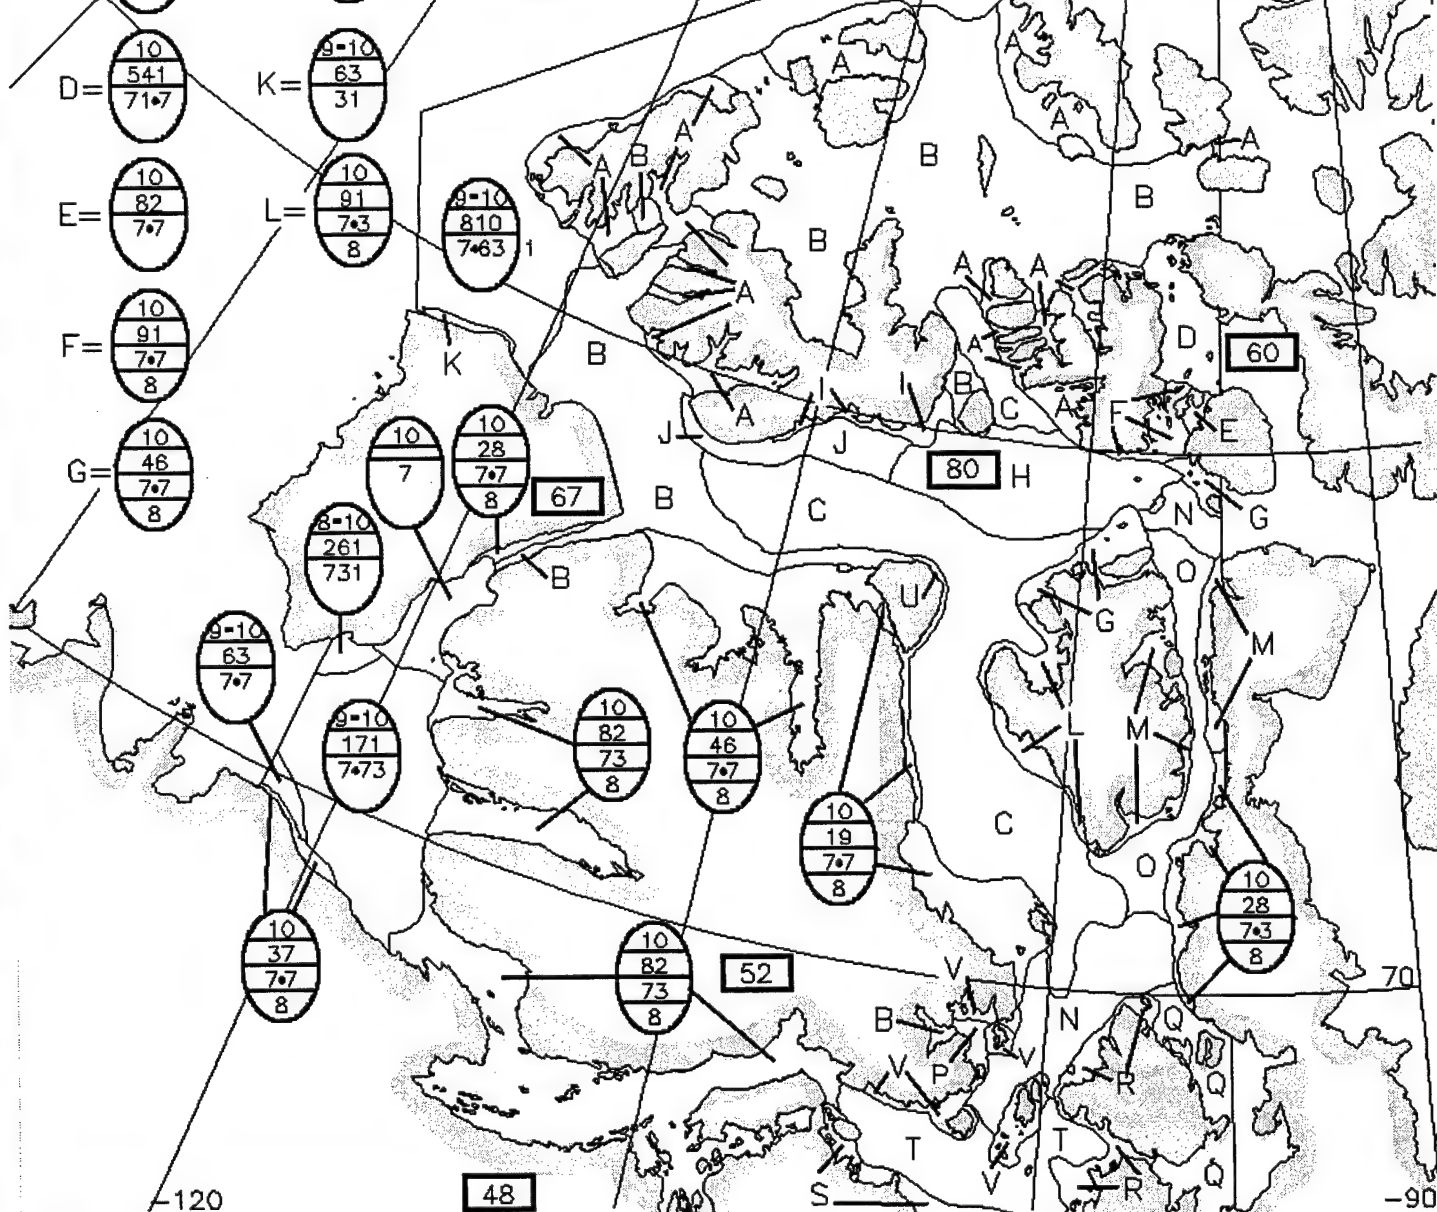 D=
10
541
71•7
K=
9-10
63
31
E=
10
82
7•7
L=
10
91
7•3
8
9-10
810
7•63
1
F=
10
91
7•7
8
G=
10
46
7•7
8
10
7
10
28
7•7
8
67
8-10
261
731
9-10
63
7•7
9-10
171
7•73
10
82
73
8
10
46
7•7
8
10
19
7•7
8
10
28
7•3
8
10
37
7•7
8
10
82
73
8
52
48
60
80
A
A
A
A
A
B
A
B
B
B
A
A
A
A
K
B
D
A
B
C
A
F
E
I
I
A
J
J
H
B
C
N
G
B
O
U
G
M
L
M
C
O
V
B
N
Q
P
V
V
R
Q
T
T
V
Q
S
R
70
-120
-90